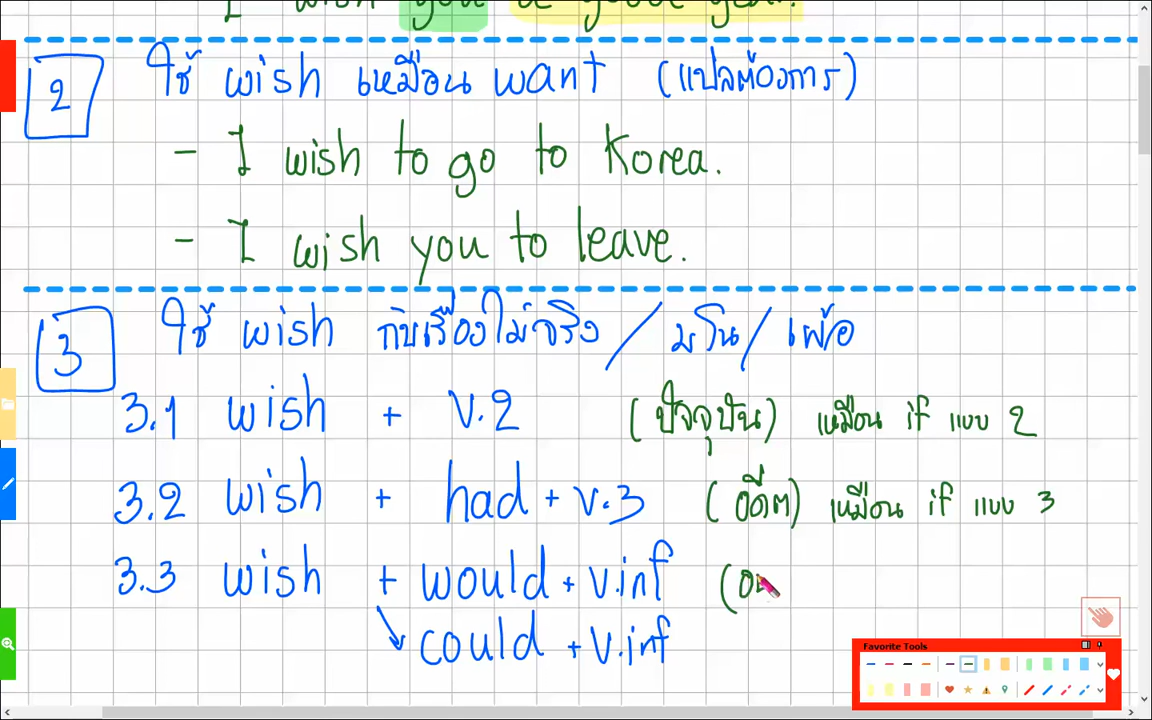 I wish you a good year.
2 ใช้ wish เหมือน want (แปลต้องการ)
- I wish to go to Korea.
- I wish you to leave.
3 ใช้ wish กับเรื่องไม่จริง / มโน / เพ้อ
3.1 wish + v.2 (ปัจจุบัน) เหมือน if แบบ 2
3.2 wish + had + v.3 (อดีต) เหมือน if แบบ 3
3.3 wish + would + v.inf (อ
could + v.inf
Favorite Tools